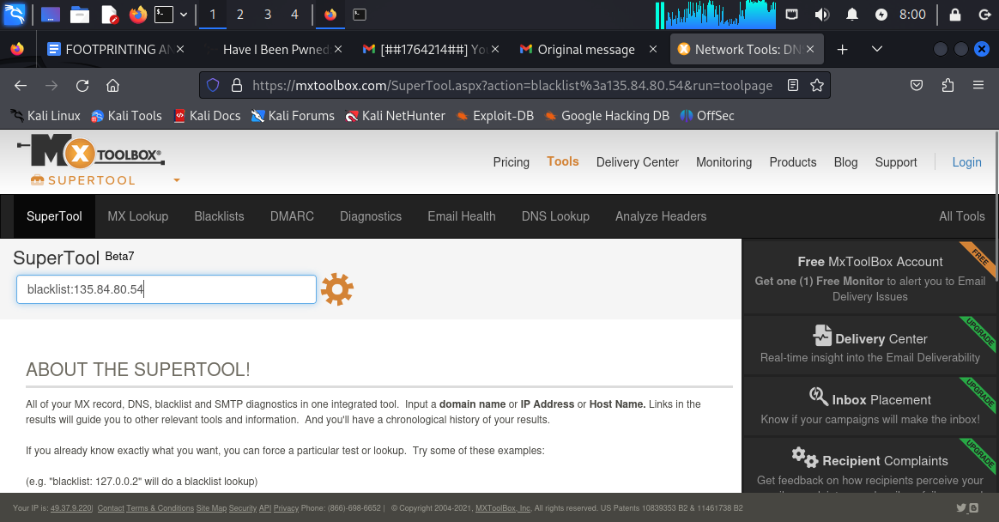 1 2 3 4 8:00
FOOTPRINTING AN Have I Been Pwned [##1764214##] You Original message Network Tools: DN
https://mxtoolbox.com/SuperTool.aspx?action=blacklist%3a135.84.80.54&run=toolpage
Kali Linux Kali Tools Kali Docs Kali Forums Kali NetHunter Exploit-DB Google Hacking DB OffSec
MX TOOLBOX®
SUPERTOOL
Pricing Tools Delivery Center Monitoring Products Blog Support Login
SuperTool MX Lookup Blacklists DMARC Diagnostics Email Health DNS Lookup Analyze Headers All Tools
SuperTool Beta7
blacklist:135.84.80.54
ABOUT THE SUPERTOOL!
All of your MX record, DNS, blacklist and SMTP diagnostics in one integrated tool. Input a domain name or IP Address or Host Name. Links in the
results will guide you to other relevant tools and information. And you'll have a chronological history of your results.
If you already know exactly what you want, you can force a particular test or lookup. Try some of these examples:
(e.g. "blacklist: 127.0.0.2" will do a blacklist lookup)
FREE
Free MxToolBox Account
Get one (1) Free Monitor to alert you to Email
Delivery Issues
UPGRADE
Delivery Center
Real-time insight into the Email Deliverability
UPGRADE
Inbox Placement
Know if your campaigns will make the inbox!
UPGRADE
Recipient Complaints
Get feedback on how recipients perceive your
Your IP is: 49.37.9.220| Contact Terms & Conditions Site Map Security API Privacy Phone: (866)-698-6652 | © Copyright 2004-2021, MXToolBox, Inc, All rights reserved. US Patents 10839353 B2 & 11461738 B2